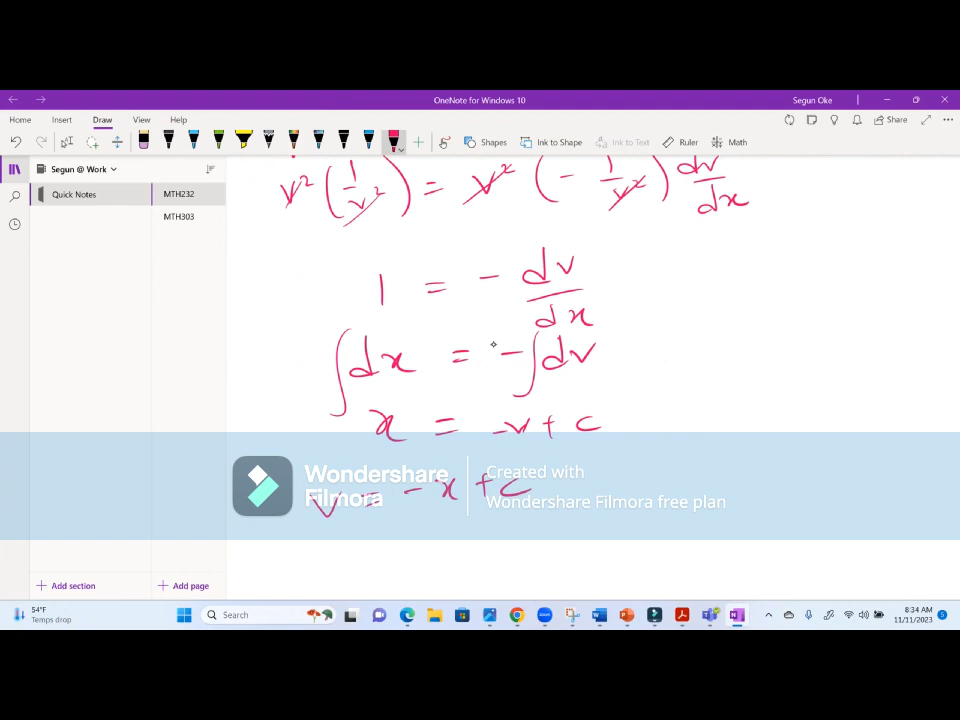 OneNote for Windows 10
Segun Oke
Home Insert Draw View Help
Share
Shapes Ink to Shape Ink to Text Ruler Math
Segun @ Work
Quick Notes
MTH232
MTH303
v² (1/v²) = v² (- 1/v²) dv/dx
1 = - dv/dx
∫dx = -∫dv
x = -v + c
v = -x + c
Wondershare
Filmora
Created with
Wondershare Filmora free plan
+ Add section
+ Add page
54°F
Temps drop
Search
8:34 AM
11/11/2023
5